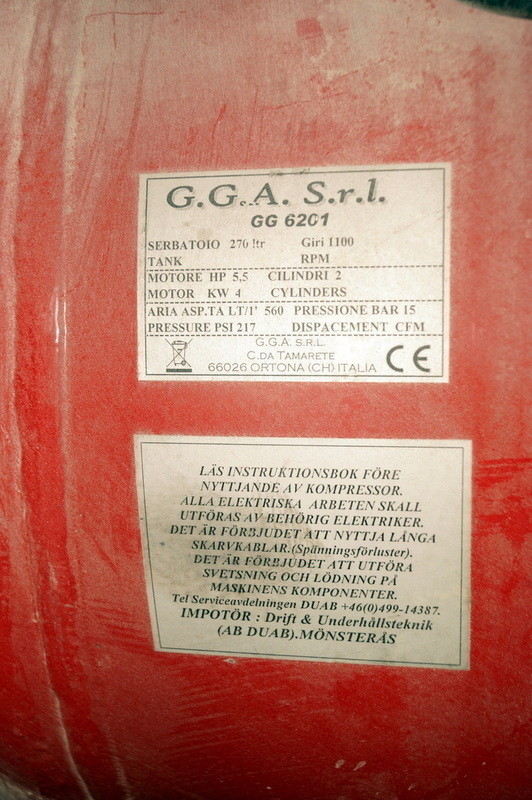 G.G.A. S.r.l.
GG 6201
SERBATOIO 270 ltr Giri 1100
TANK RPM
MOTORE HP 5,5 CILINDRI 2
MOTOR KW 4 CYLINDERS
ARIA ASP.TA LT/1' 560 PRESSIONE BAR 15
PRESSURE PSI 217 DISPACEMENT CFM
G.G.A. S.R.L.
C.DA TAMARETE
66026 ORTONA (CH) ITALIA
CE
LÄS INSTRUKTIONSBOK FÖRE
NYTTJANDE AV KOMPRESSOR.
ALLA ELEKTRISKA ARBETEN SKALL
UTFÖRAS AV BEHÖRIG ELEKTRIKER.
DET ÄR FÖRBJUDET ATT NYTTJA LÅNGA
SKARVKABLAR.(Spänningsförluster).
DET ÄR FÖRBJUDET ATT UTFÖRA
SVETSNING OCH LÖDNING PÅ
MASKINENS KOMPONENTER.
Tel Serviceavdelningen DUAB +46(0)499-14387.
IMPOTÖR : Drift & Underhållsteknik
(AB DUAB).MÖNSTERÅS